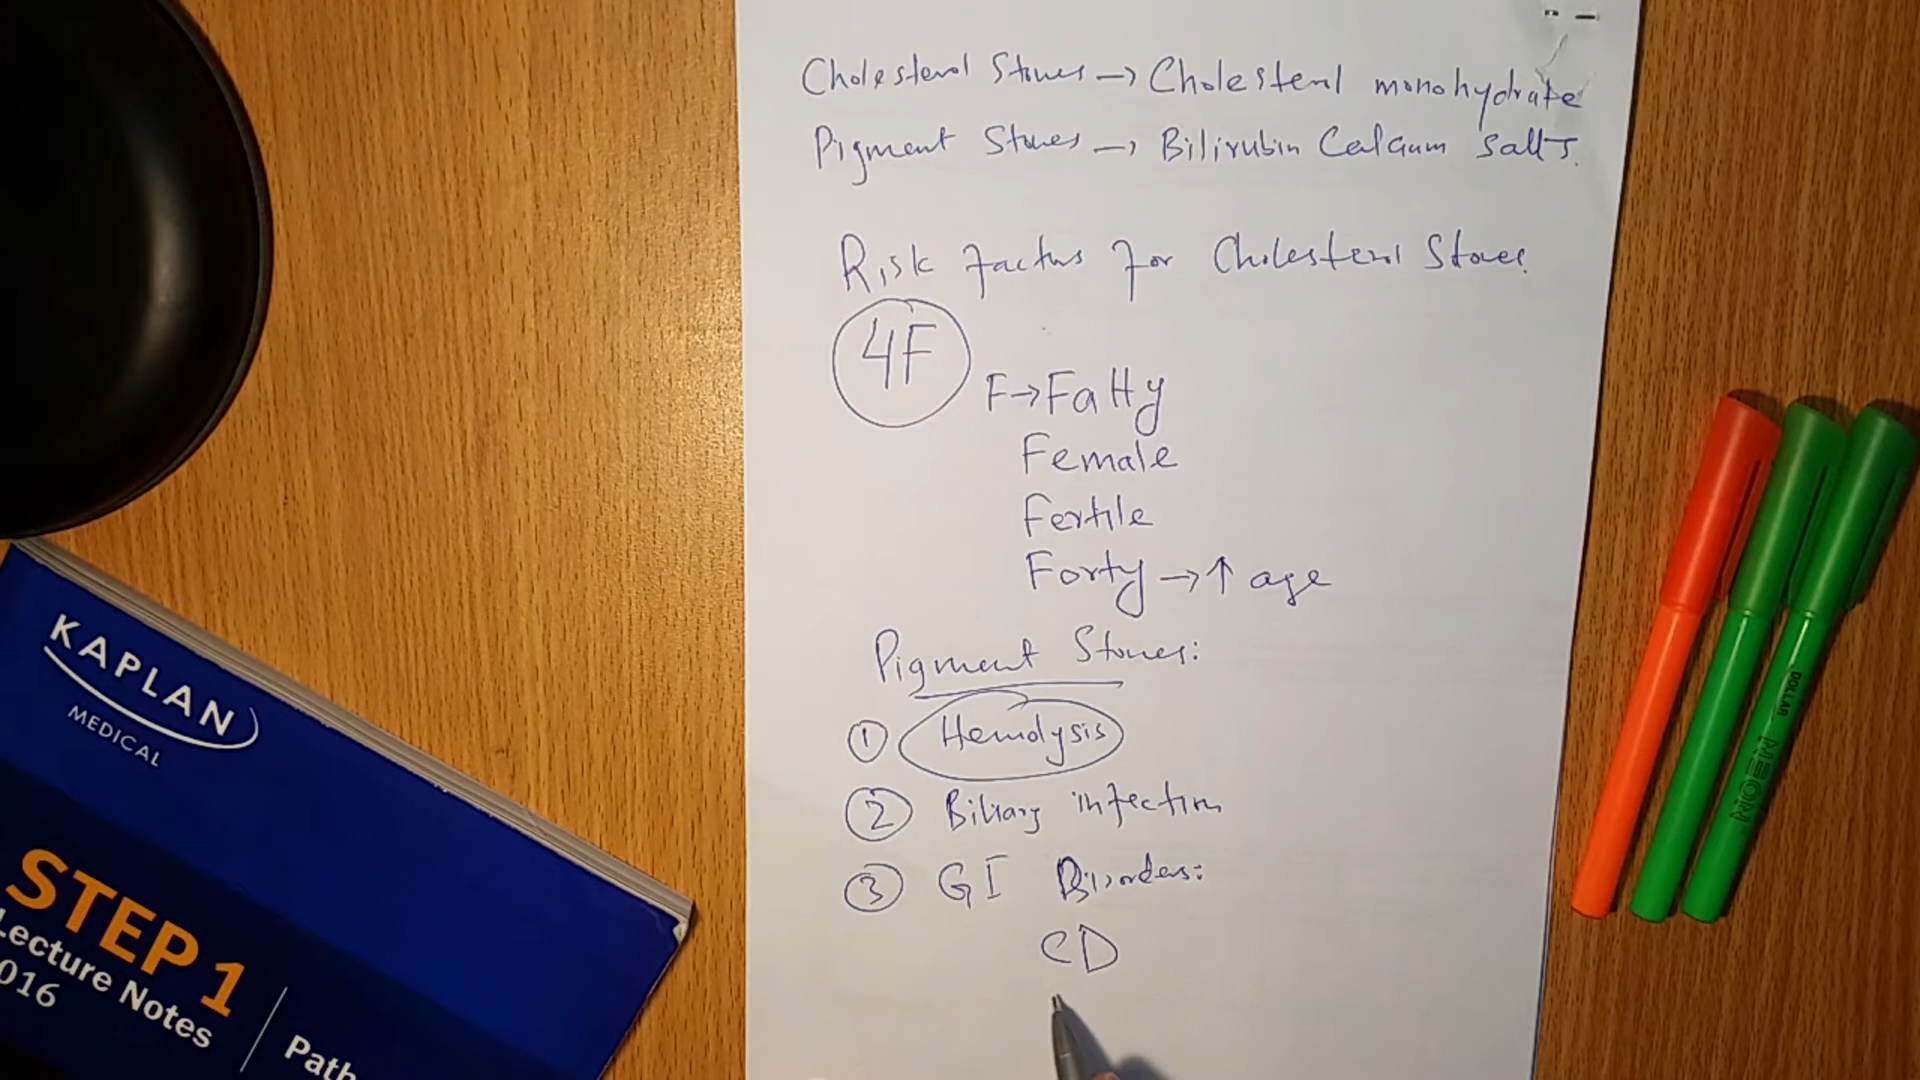 Cholesterol Stones → Cholesterol monohydrate
Pigment Stones → Bilirubin Calcium Salts.
Risk factors for Cholesterol Stones
4F
F→Fatty
Female
Fertile
Forty →↑ age
Pigment Stones:
① Hemolysis
② Biliary infection
③ GI Disorders:
CD
KAPLAN
MEDICAL
STEP 1
Lecture Notes
016
Path
DOLLAR
NEON